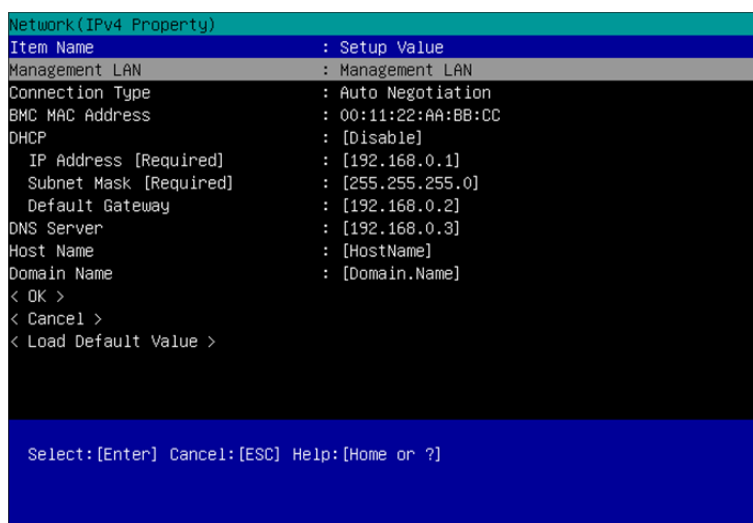 Network(IPv4 Property)
Item Name : Setup Value
Management LAN : Management LAN
Connection Type : Auto Negotiation
BMC MAC Address : 00:11:22:AA:BB:CC
DHCP : [Disable]
IP Address [Required] : [192.168.0.1]
Subnet Mask [Required] : [255.255.255.0]
Default Gateway : [192.168.0.2]
DNS Server : [192.168.0.3]
Host Name : [HostName]
Domain Name : [Domain.Name]
< OK >
< Cancel >
< Load Default Value >
Select:[Enter] Cancel:[ESC] Help:[Home or ?]